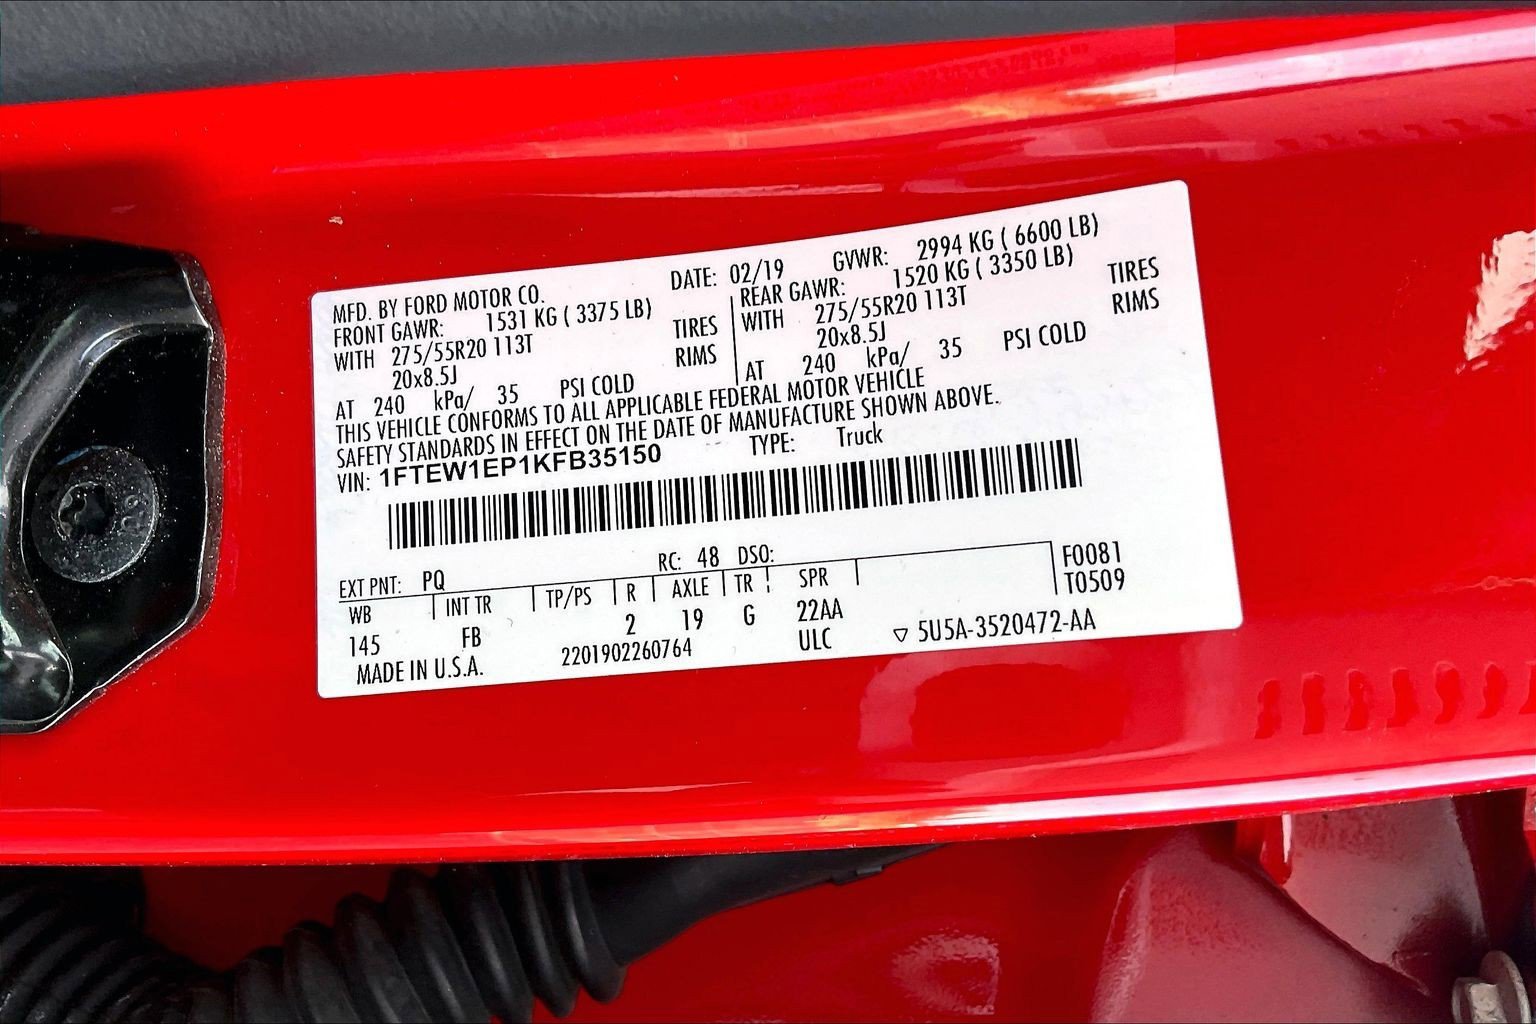 MFD. BY FORD MOTOR CO. DATE: 02/19 GVWR: 2994 KG ( 6600 LB)
FRONT GAWR: 1531 KG ( 3375 LB) REAR GAWR: 1520 KG ( 3350 LB)
WITH 275/55R20 113T TIRES WITH 275/55R20 113T TIRES
20x8.5J RIMS 20x8.5J RIMS
AT 240 kPa/ 35 PSI COLD AT 240 kPa/ 35 PSI COLD
THIS VEHICLE CONFORMS TO ALL APPLICABLE FEDERAL MOTOR VEHICLE
SAFETY STANDARDS IN EFFECT ON THE DATE OF MANUFACTURE SHOWN ABOVE.
VIN: 1FTEW1EP1KFB35150 TYPE: Truck
EXT PNT: PQ RC: 48 DSO: F0081
WB INT TR TP/PS R AXLE TR SPR T0509
145 FB 2 19 G 22AA
MADE IN U.S.A. 2201902260764 ULC ▽ 5U5A-3520472-AA